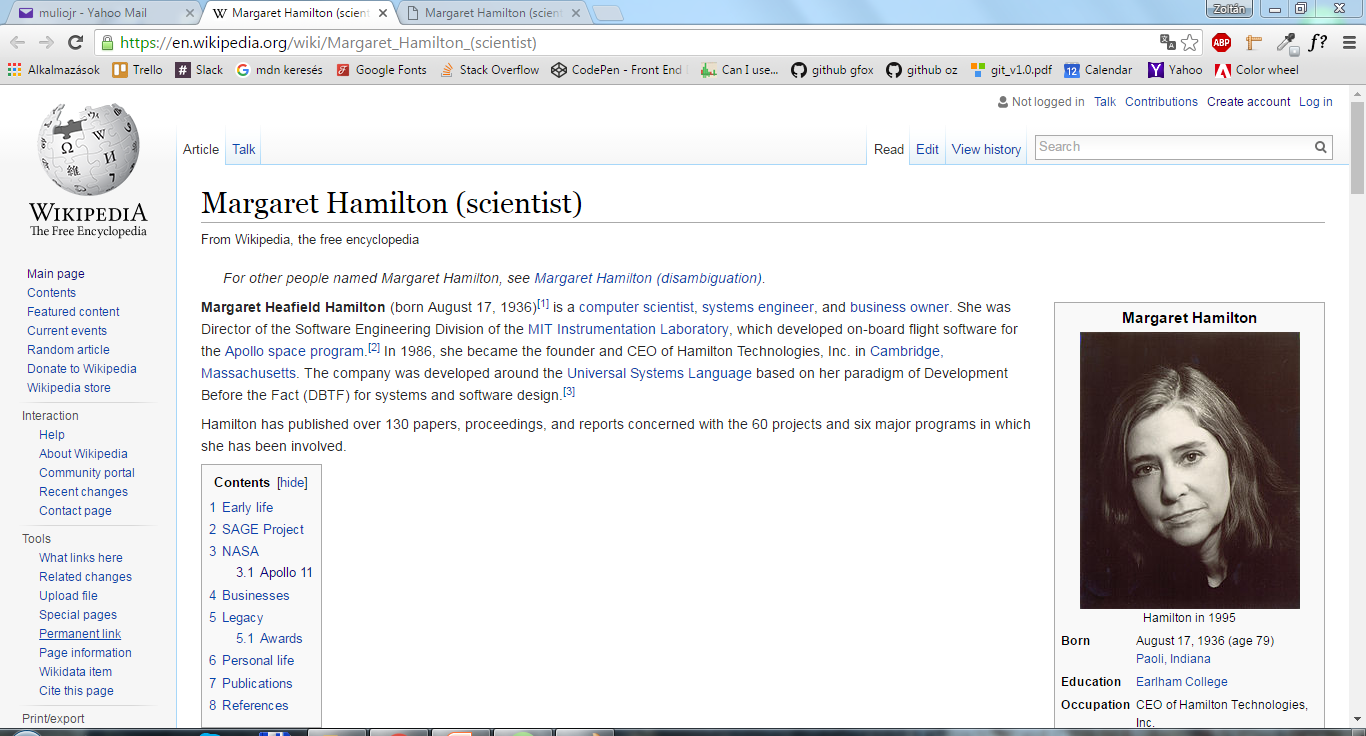 muliojr - Yahoo Mail
Margaret Hamilton (scient
Margaret Hamilton (scient
Zoltán
https://en.wikipedia.org/wiki/Margaret_Hamilton_(scientist)
ABP
f?
Alkalmazások Trello Slack mdn keresés Google Fonts Stack Overflow CodePen - Front End Can I use... github gfox github oz git_v1.0.pdf 12 Calendar Yahoo Color wheel
Not logged in Talk Contributions Create account Log in
Article Talk
Read Edit View history Search
WIKIPEDIA
The Free Encyclopedia
Main page
Contents
Featured content
Current events
Random article
Donate to Wikipedia
Wikipedia store
Interaction
Help
About Wikipedia
Community portal
Recent changes
Contact page
Tools
What links here
Related changes
Upload file
Special pages
Permanent link
Page information
Wikidata item
Cite this page
Print/export
Margaret Hamilton (scientist)
From Wikipedia, the free encyclopedia
For other people named Margaret Hamilton, see Margaret Hamilton (disambiguation).
Margaret Heafield Hamilton (born August 17, 1936)[1] is a computer scientist, systems engineer, and business owner. She was
Director of the Software Engineering Division of the MIT Instrumentation Laboratory, which developed on-board flight software for
the Apollo space program.[2] In 1986, she became the founder and CEO of Hamilton Technologies, Inc. in Cambridge,
Massachusetts. The company was developed around the Universal Systems Language based on her paradigm of Development
Before the Fact (DBTF) for systems and software design.[3]
Hamilton has published over 130 papers, proceedings, and reports concerned with the 60 projects and six major programs in which
she has been involved.
Contents [hide]
1 Early life
2 SAGE Project
3 NASA
3.1 Apollo 11
4 Businesses
5 Legacy
5.1 Awards
6 Personal life
7 Publications
8 References
Margaret Hamilton
Hamilton in 1995
Born August 17, 1936 (age 79)
Paoli, Indiana
Education Earlham College
Occupation CEO of Hamilton Technologies,
Inc.